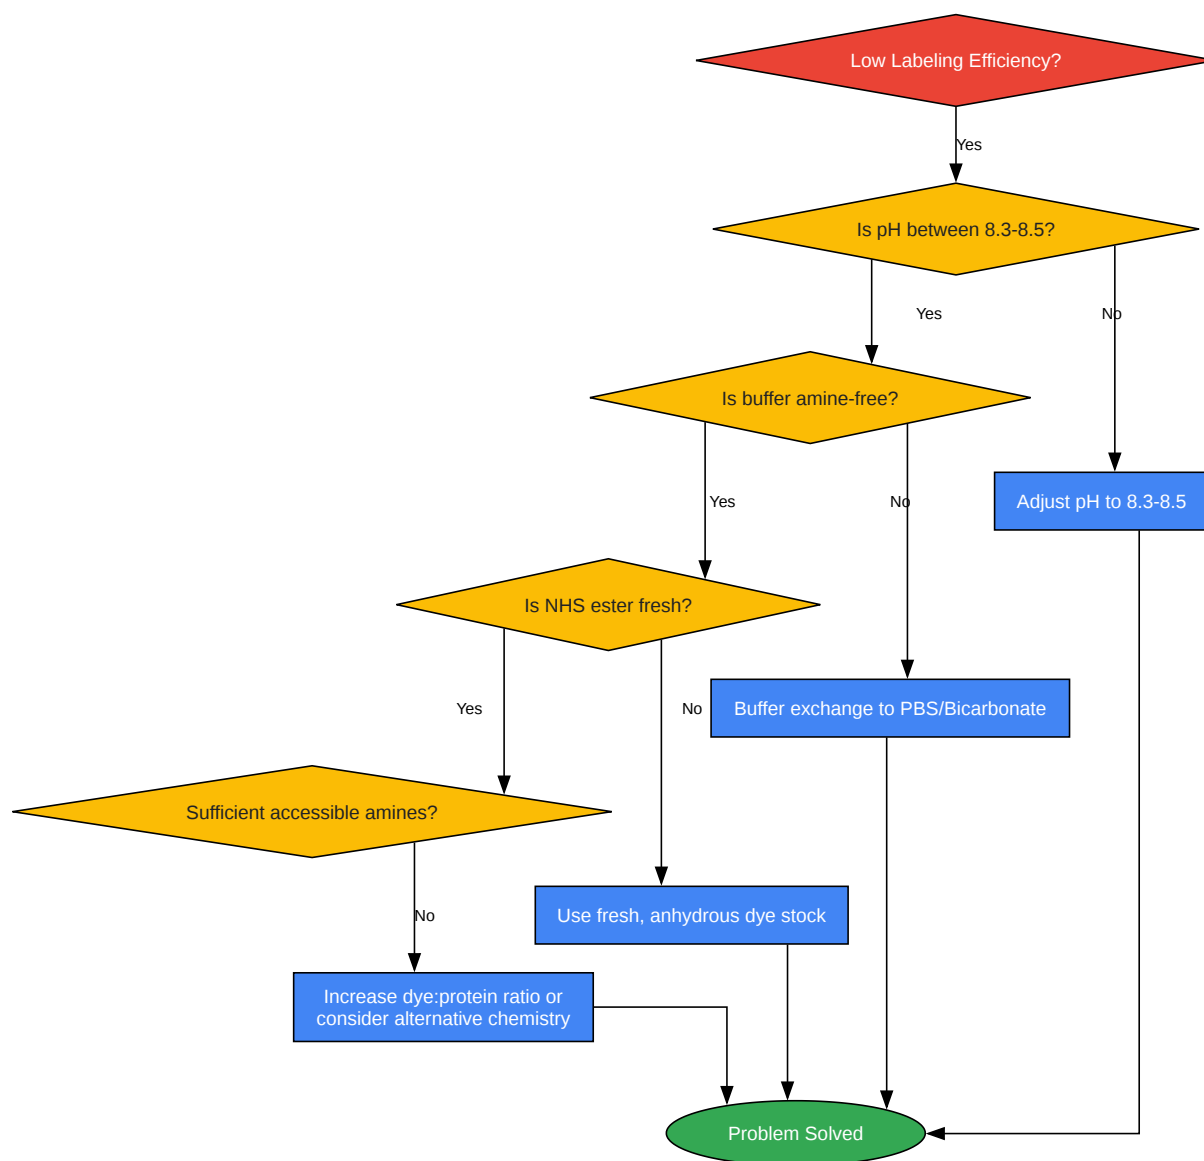 Low Labeling Efficiency?
Yes
Is pH between 8.3-8.5?
Yes
No
Is buffer amine-free?
Yes
No
Adjust pH to 8.3-8.5
Is NHS ester fresh?
Yes
No
Buffer exchange to PBS/Bicarbonate
Sufficient accessible amines?
No
Use fresh, anhydrous dye stock
Increase dye:protein ratio or
consider alternative chemistry
Problem Solved